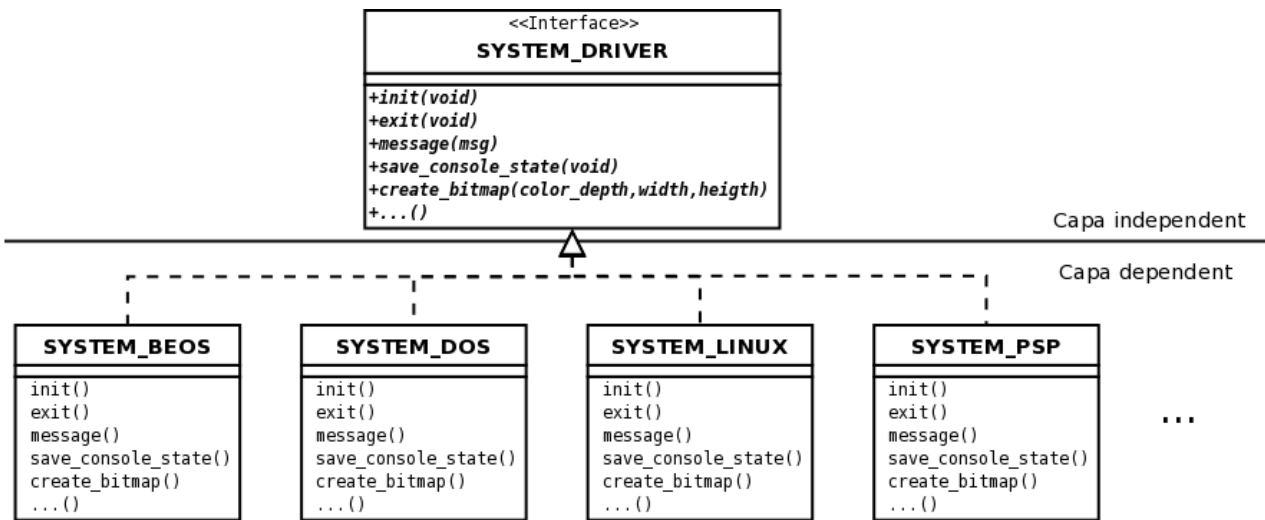 <<Interface>>
SYSTEM_DRIVER
+init(void)
+exit(void)
+message(msg)
+save_console_state(void)
+create_bitmap(color_depth,width,heigth)
+...()
Capa independent
Capa dependent
SYSTEM_BEOS
init()
exit()
message()
save_console_state()
create_bitmap()
...()
SYSTEM_DOS
init()
exit()
message()
save_console_state()
create_bitmap()
...()
SYSTEM_LINUX
init()
exit()
message()
save_console_state()
create_bitmap()
...()
SYSTEM_PSP
init()
exit()
message()
save_console_state()
create_bitmap()
...()
...